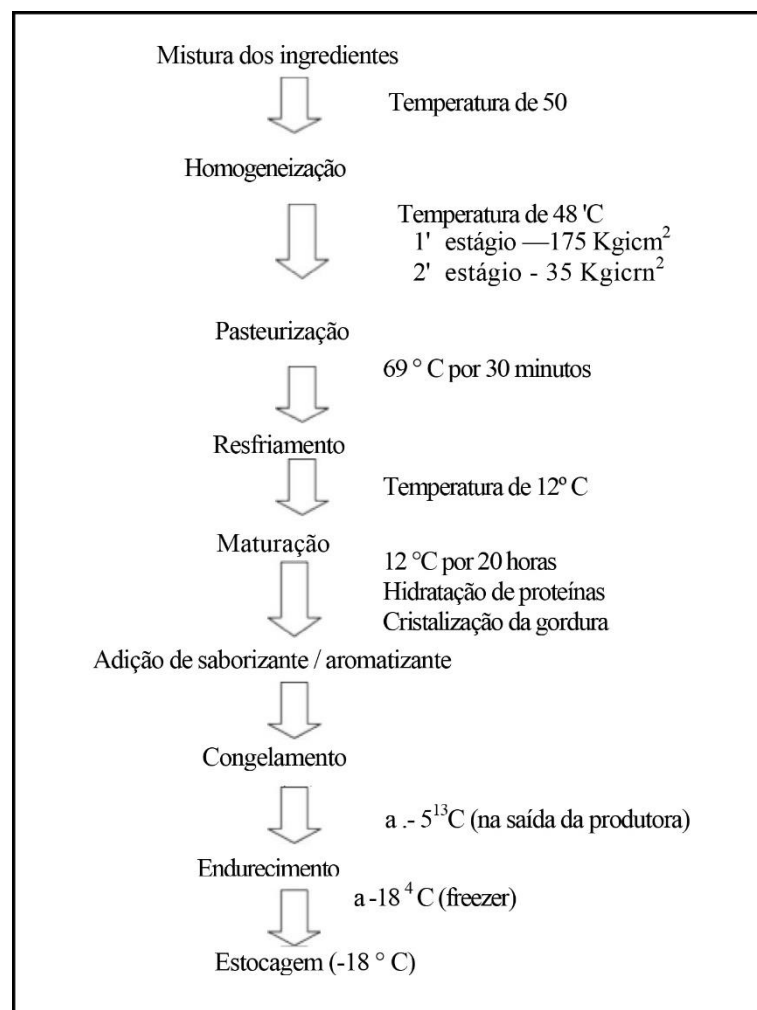 Mistura dos ingredientes
Temperatura de 50
Homogeneização
Temperatura de 48 'C
1' estágio —175 Kgicm²
2' estágio - 35 Kgicrn²
Pasteurização
69 ° C por 30 minutos
Resfriamento
Temperatura de 12º C
Maturação
12 °C por 20 horas
Hidratação de proteínas
Cristalização da gordura
Adição de saborizante / aromatizante
Congelamento
a .- 5¹³C (na saída da produtora)
Endurecimento
a -18 ⁴ C (freezer)
Estocagem (-18 ° C)